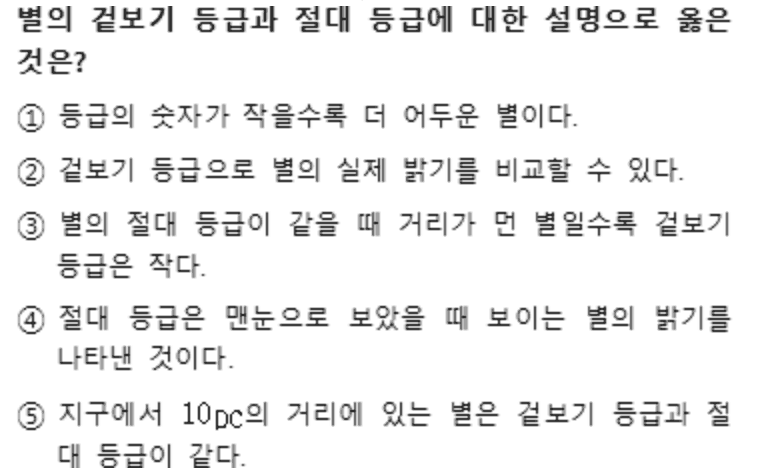 별의 겉보기 등급과 절대 등급에 대한 설명으로 옳은
것은?
① 등급의 숫자가 작을수록 더 어두운 별이다.
② 겉보기 등급으로 별의 실제 밝기를 비교할 수 있다.
③ 별의 절대 등급이 같을 때 거리가 먼 별일수록 겉보기
등급은 작다.
④ 절대 등급은 맨눈으로 보았을 때 보이는 별의 밝기를
나타낸 것이다.
⑤ 지구에서 10pc의 거리에 있는 별은 겉보기 등급과 절
대 등급이 같다.